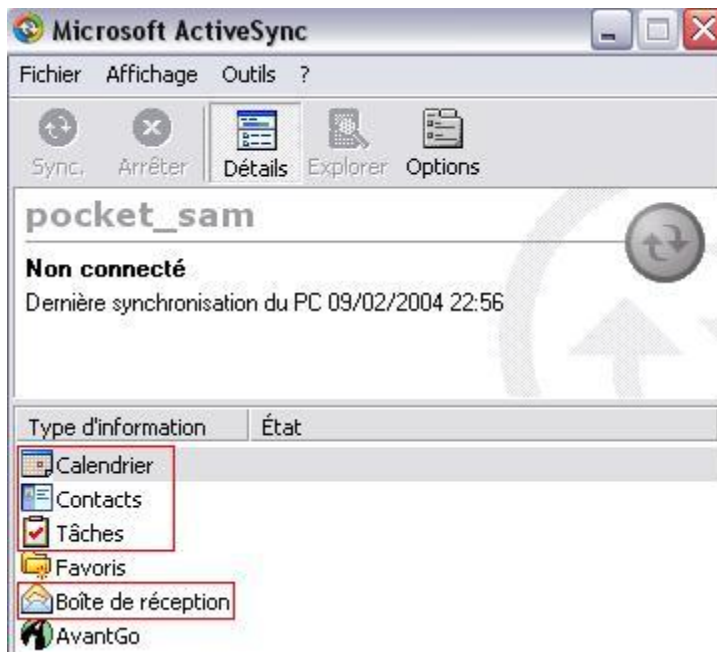 Microsoft ActiveSync
Fichier Affichage Outils ?
Sync. Arrêter Détails Explorer Options
pocket_sam
Non connecté
Dernière synchronisation du PC 09/02/2004 22:56
Type d'information État
Calendrier
Contacts
Tâches
Favoris
Boîte de réception
AvantGo